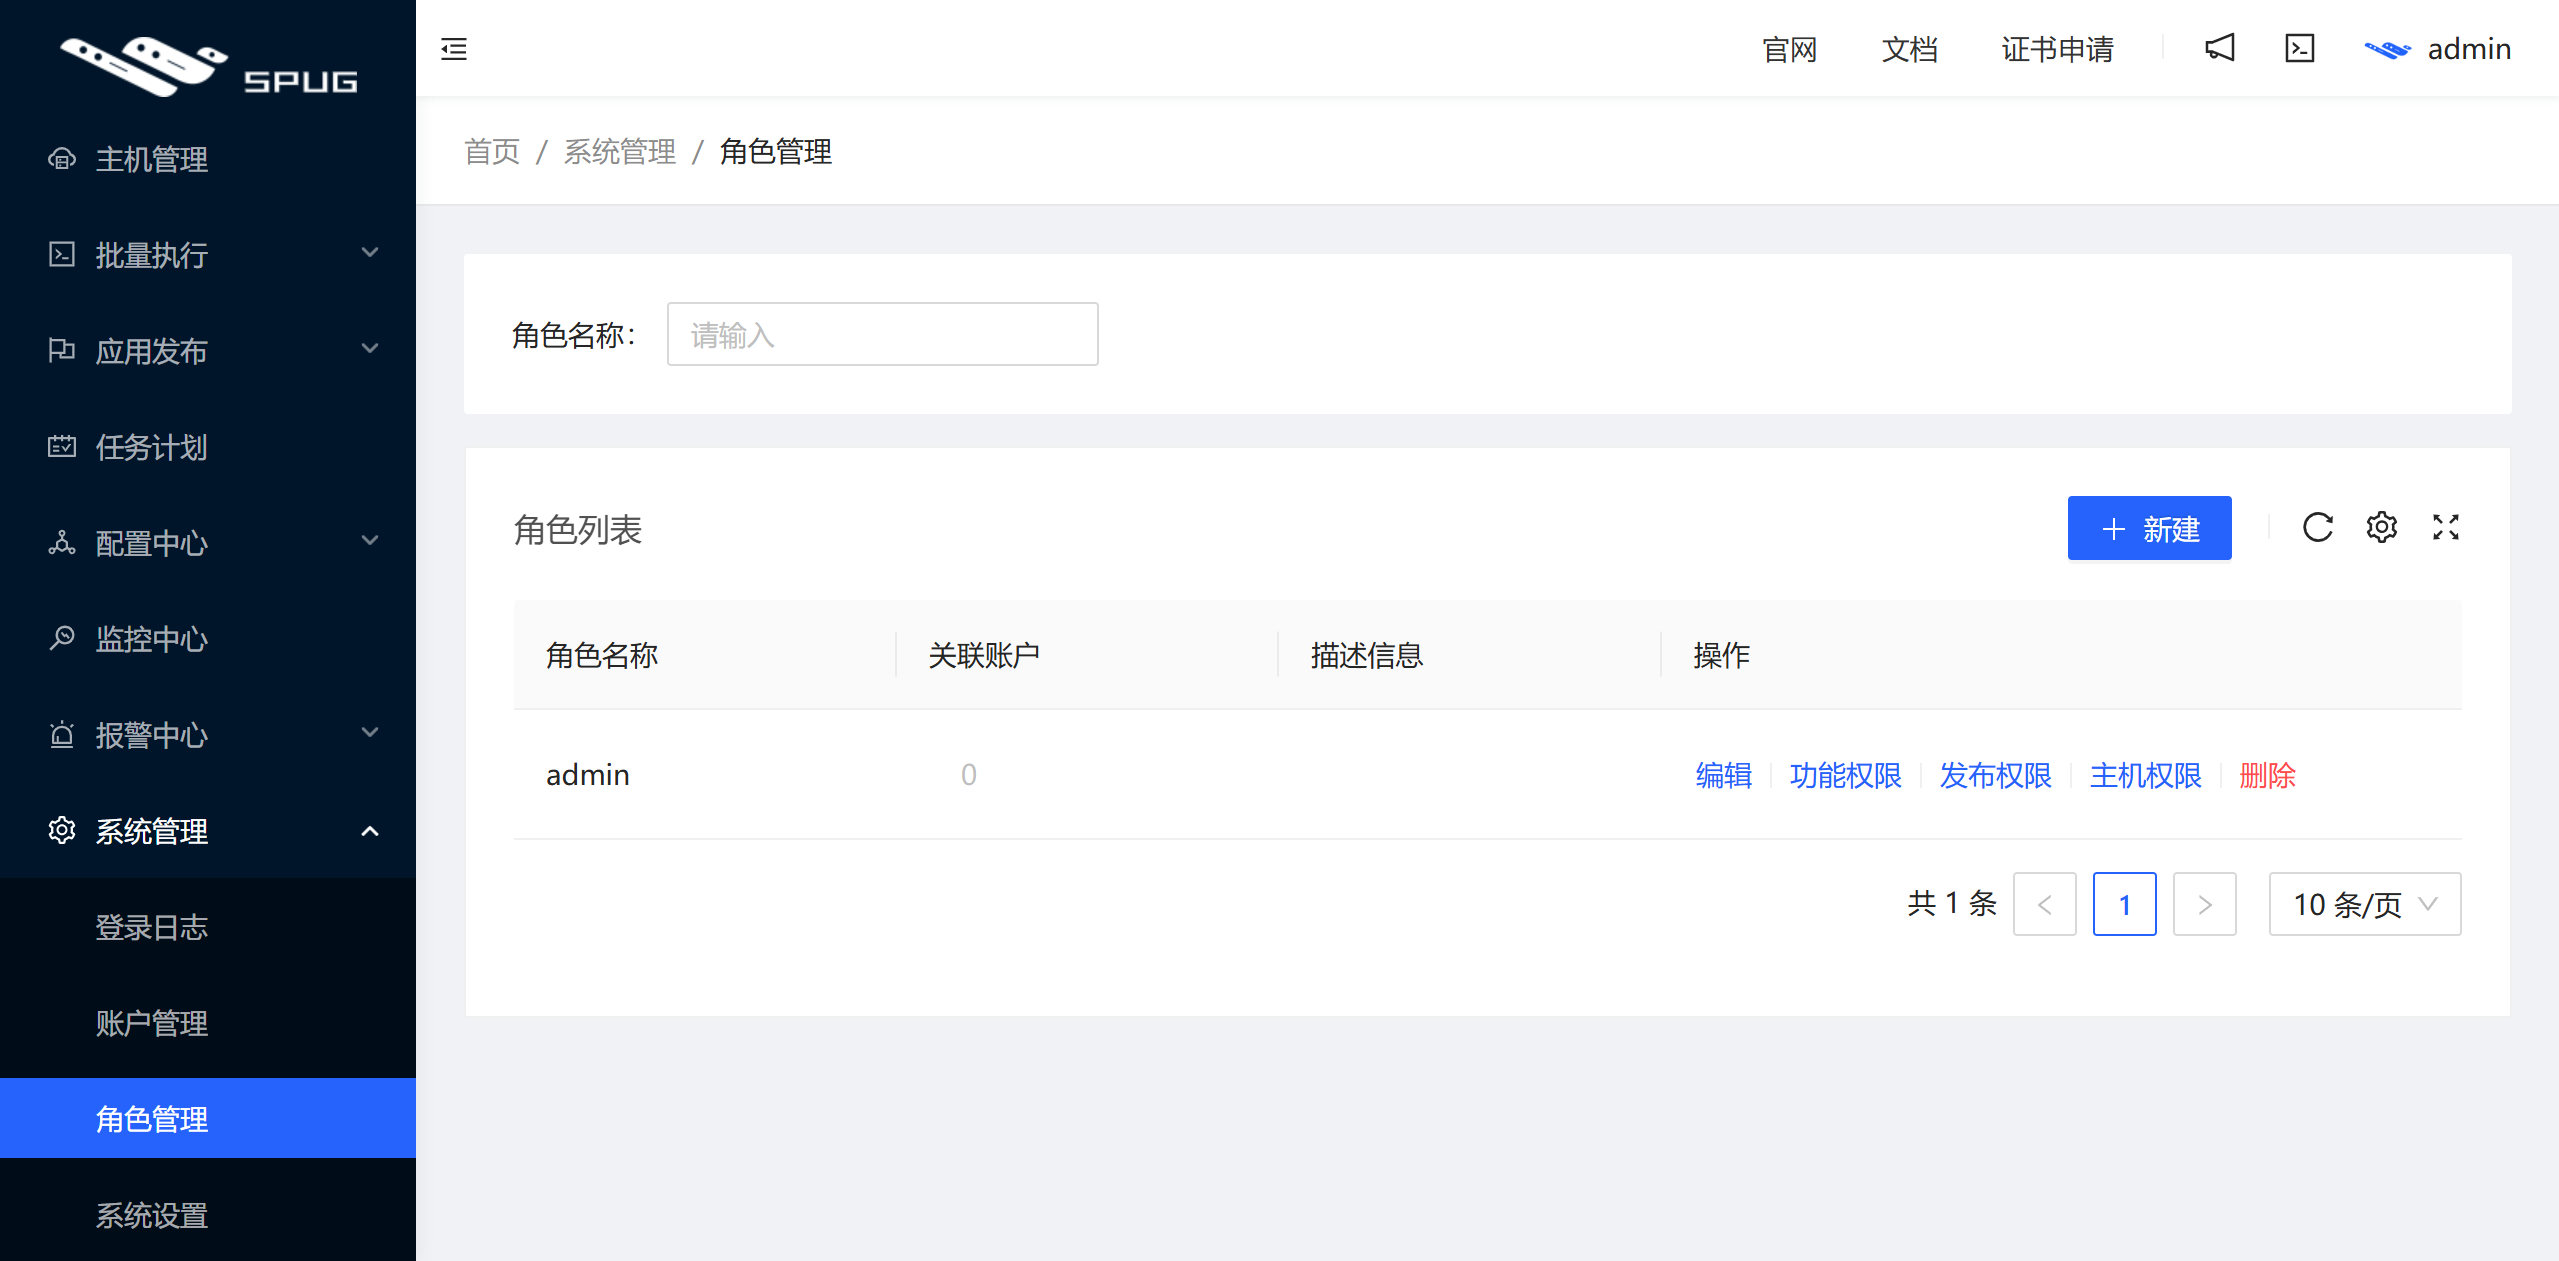 SPUG
主机管理
批量执行
应用发布
任务计划
配置中心
监控中心
报警中心
系统管理
登录日志
账户管理
角色管理
系统设置
官网 文档 证书申请 admin
首页 / 系统管理 / 角色管理
角色名称： 请输入
角色列表 新建
角色名称 关联账户 描述信息 操作
admin 0 编辑 功能权限 发布权限 主机权限 删除
共 1 条 < 1 > 10 条/页